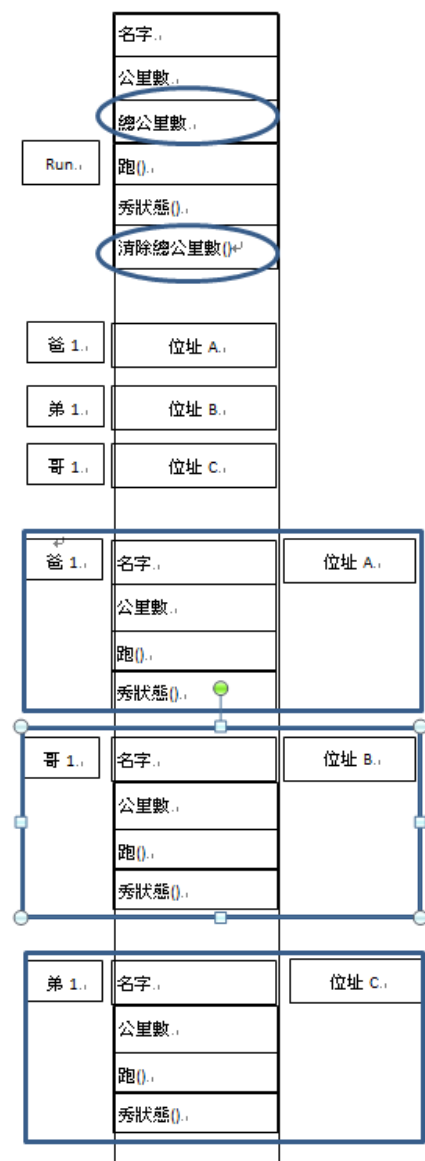 名字
公里數
總公里數
Run
跑()
秀狀態()
清除總公里數()
爸 1 位址 A
弟 1 位址 B
哥 1 位址 C
爸 1 名字 位址 A
公里數
跑()
秀狀態()
哥 1 名字 位址 B
公里數
跑()
秀狀態()
弟 1 名字 位址 C
公里數
跑()
秀狀態()